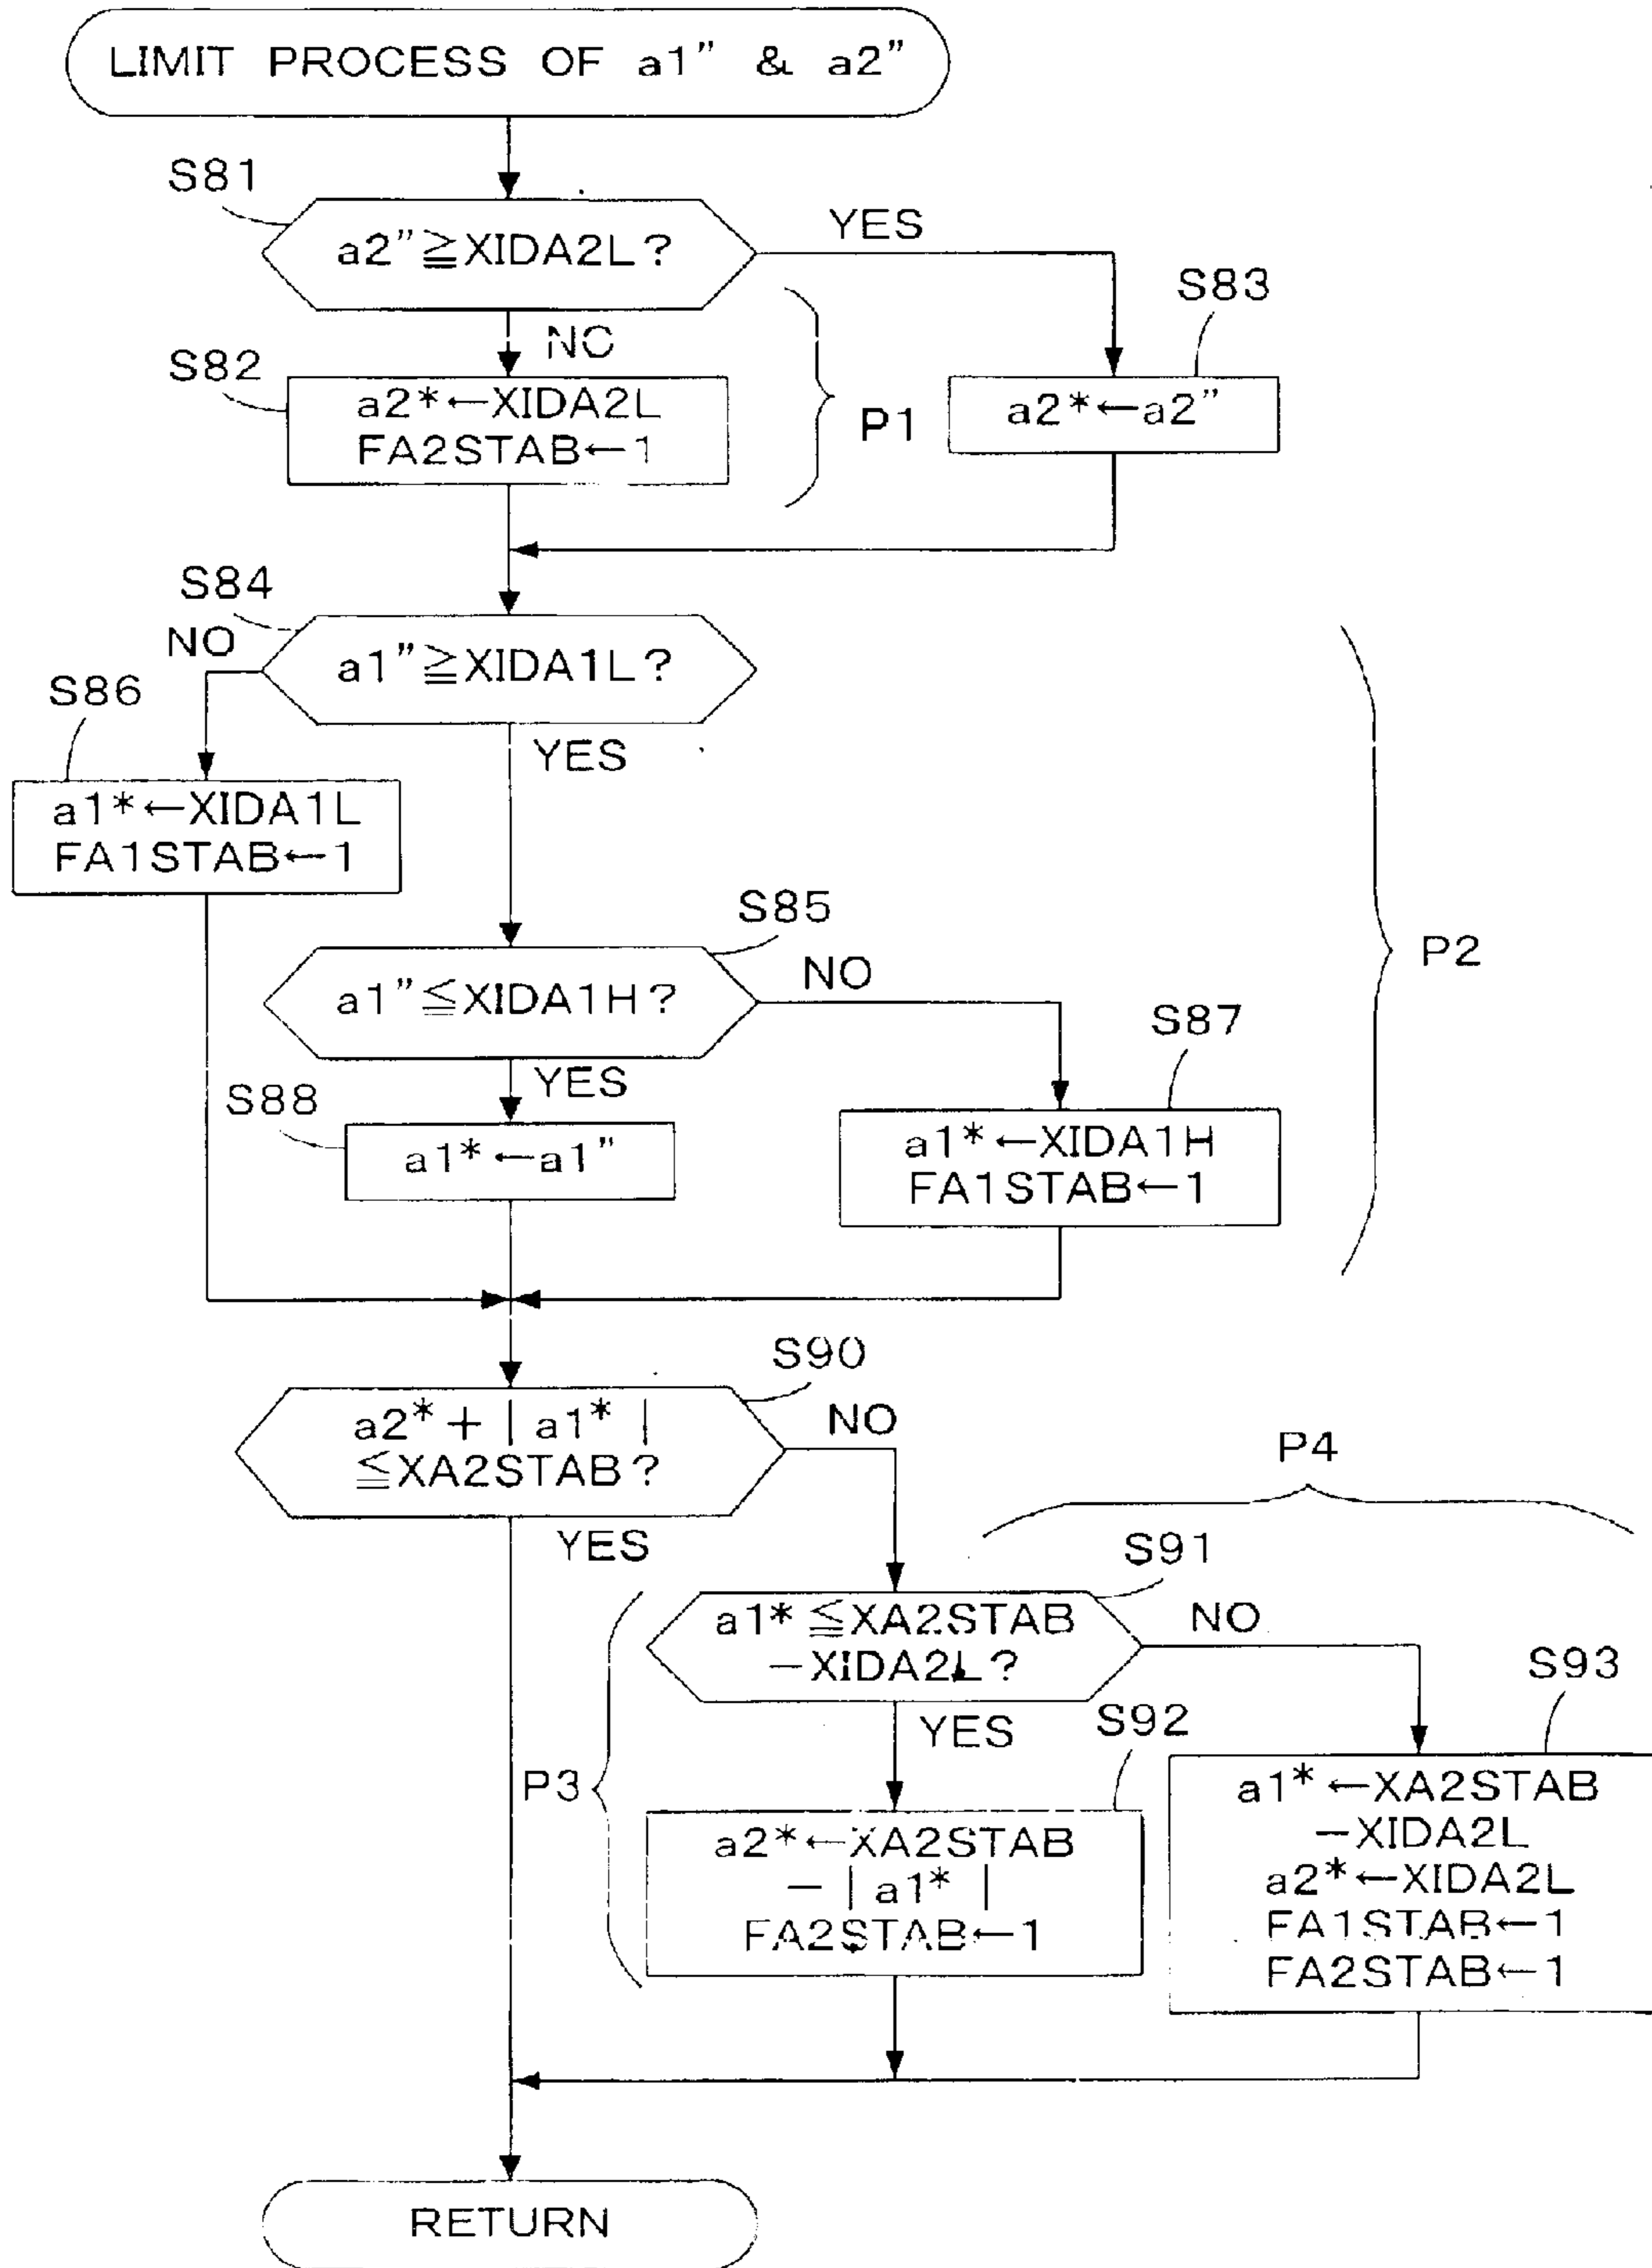 LIMIT PROCESS OF a1” & a2”
S81
a2”≧XIDA2L?
YES
S83
NO
S82
a2*←XIDA2L
FA2STAB←1
P1
a2*←a2”
S84
NO
a1”≧XIDA1L?
S86
YES
a1*←XIDA1L
FA1STAB←1
S85
P2
a1”≦XIDA1H?
NO
S87
YES
S88
a1*←a1”
a1*←XIDA1H
FA1STAB←1
S90
a2*+|a1*|
≦XA2STAB?
NO
P4
YES
S91
a1*≦XA2STAB
−XIDA2L?
NO
S93
YES
S92
P3
a2*←XA2STAB
−|a1*|
FA2STAB←1
a1*←XA2STAB
−XIDA2L
a2*←XIDA2L
FA1STAB←1
FA2STAB←1
RETURN